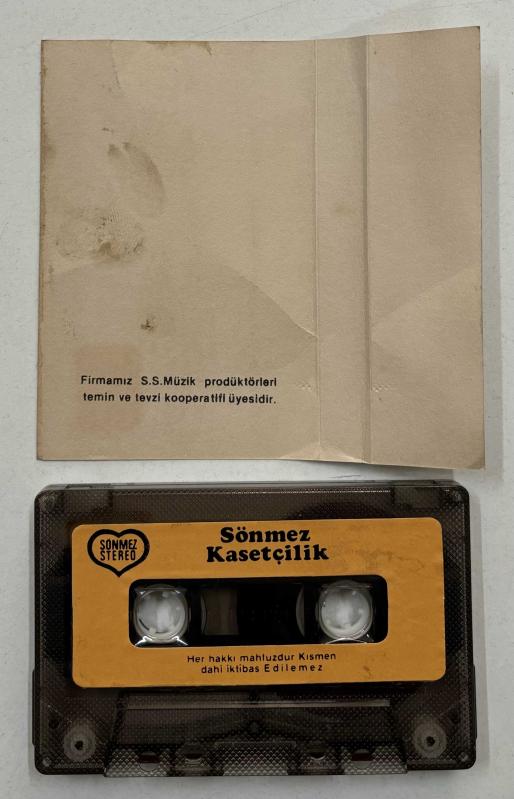 Firmamız S.S.Müzik prodüktörleri
temin ve tevzi kooperatifi üyesidir.
SÖNMEZ
STEREO
Sönmez
Kasetçilik
Her hakkı mahfuzdur Kısmen
dahi iktibas Edilemez